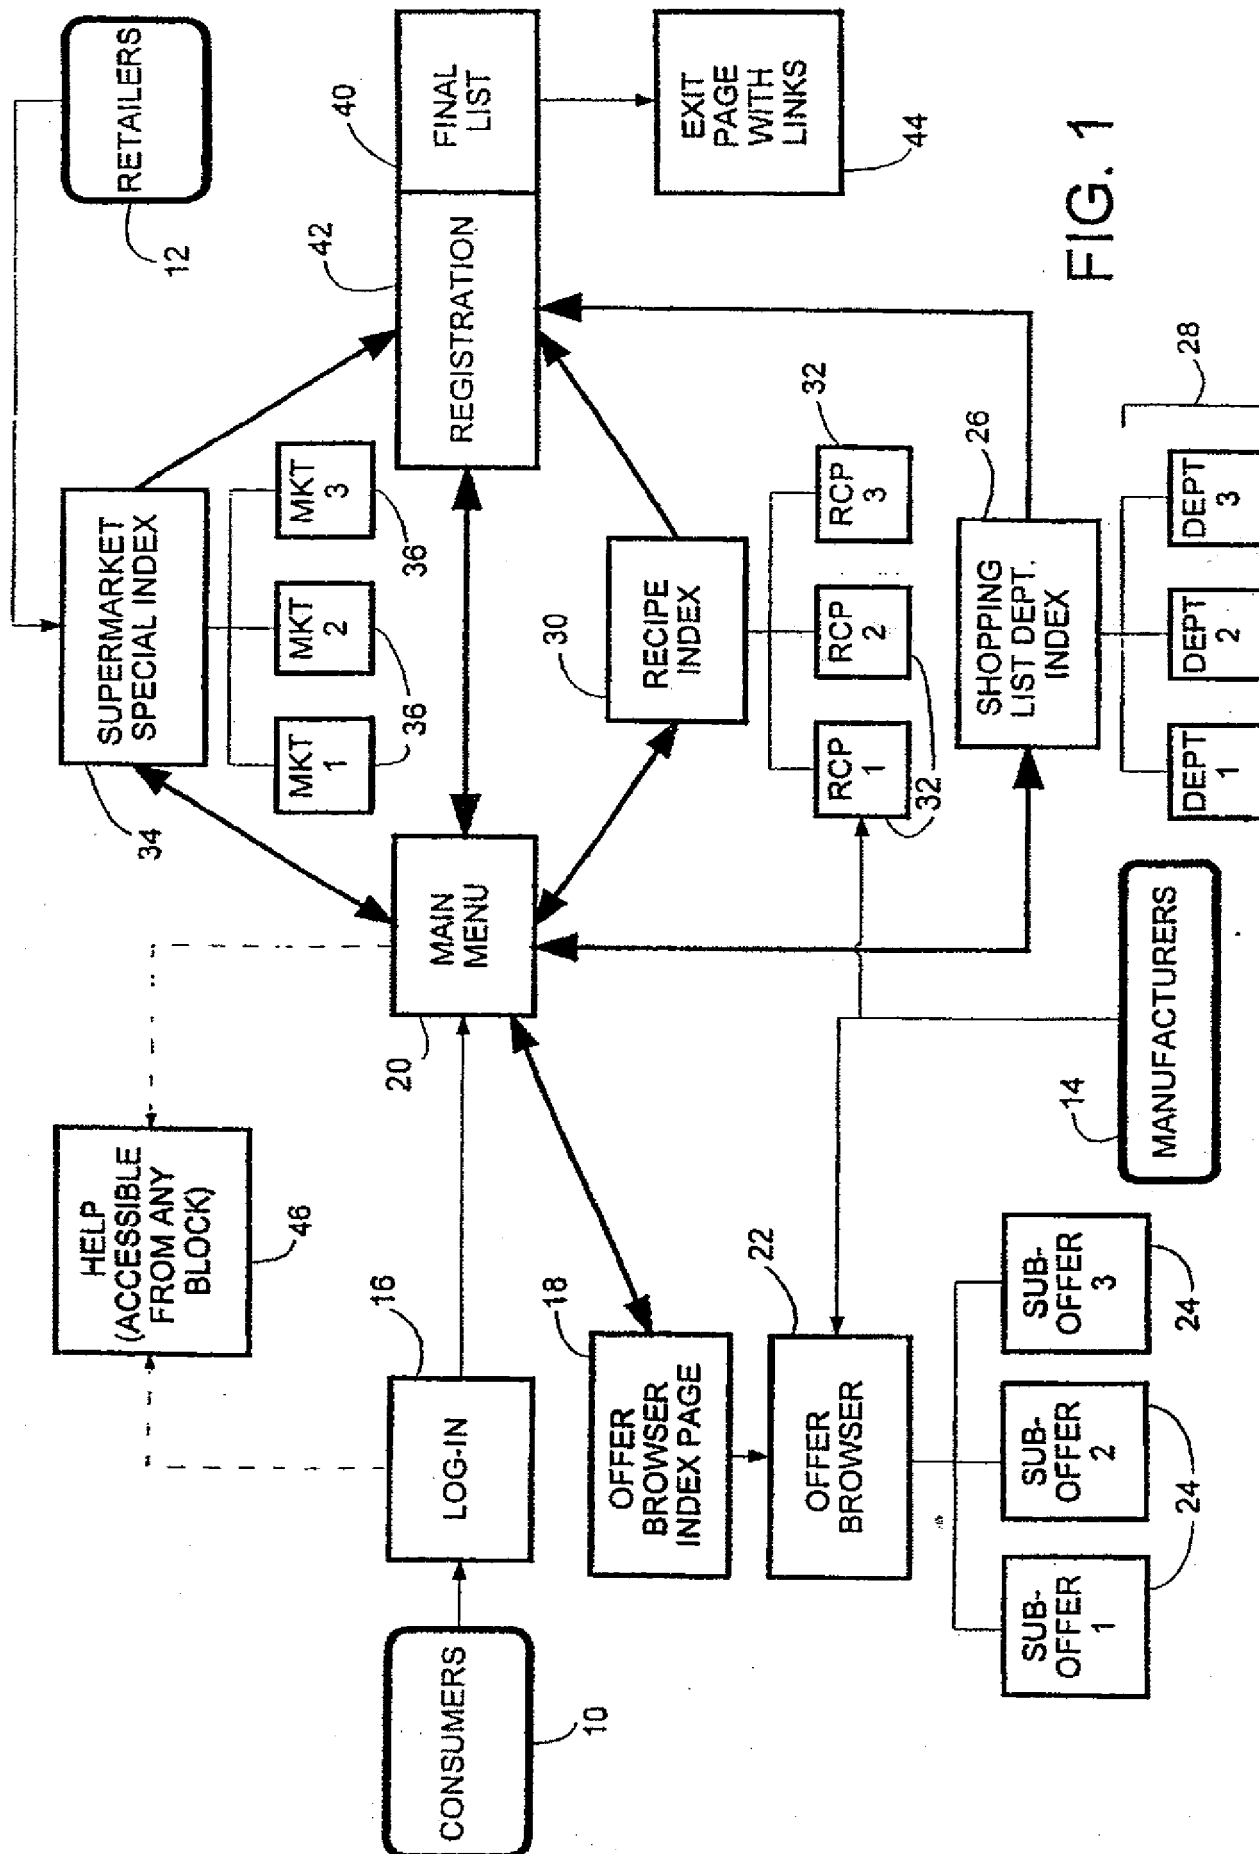 RETAILERS
12
SUPERMARKET
SPECIAL INDEX
34
MKT
1
MKT
2
MKT
3
36
36
HELP
(ACCESSIBLE
FROM ANY
BLOCK)
46
CONSUMERS
10
LOG-IN
16
MAIN
MENU
20
REGISTRATION
42
FINAL
LIST
40
EXIT
PAGE
WITH
LINKS
44
OFFER
BROWSER
INDEX PAGE
18
RECIPE
INDEX
30
OFFER
BROWSER
22
RCP
1
RCP
2
RCP
3
32
32
32
SHOPPING
LIST DEPT.
INDEX
26
SUB-
OFFER
1
SUB-
OFFER
2
SUB-
OFFER
3
24
24
MANUFACTURERS
14
DEPT
1
DEPT
2
DEPT
3
28
FIG. 1